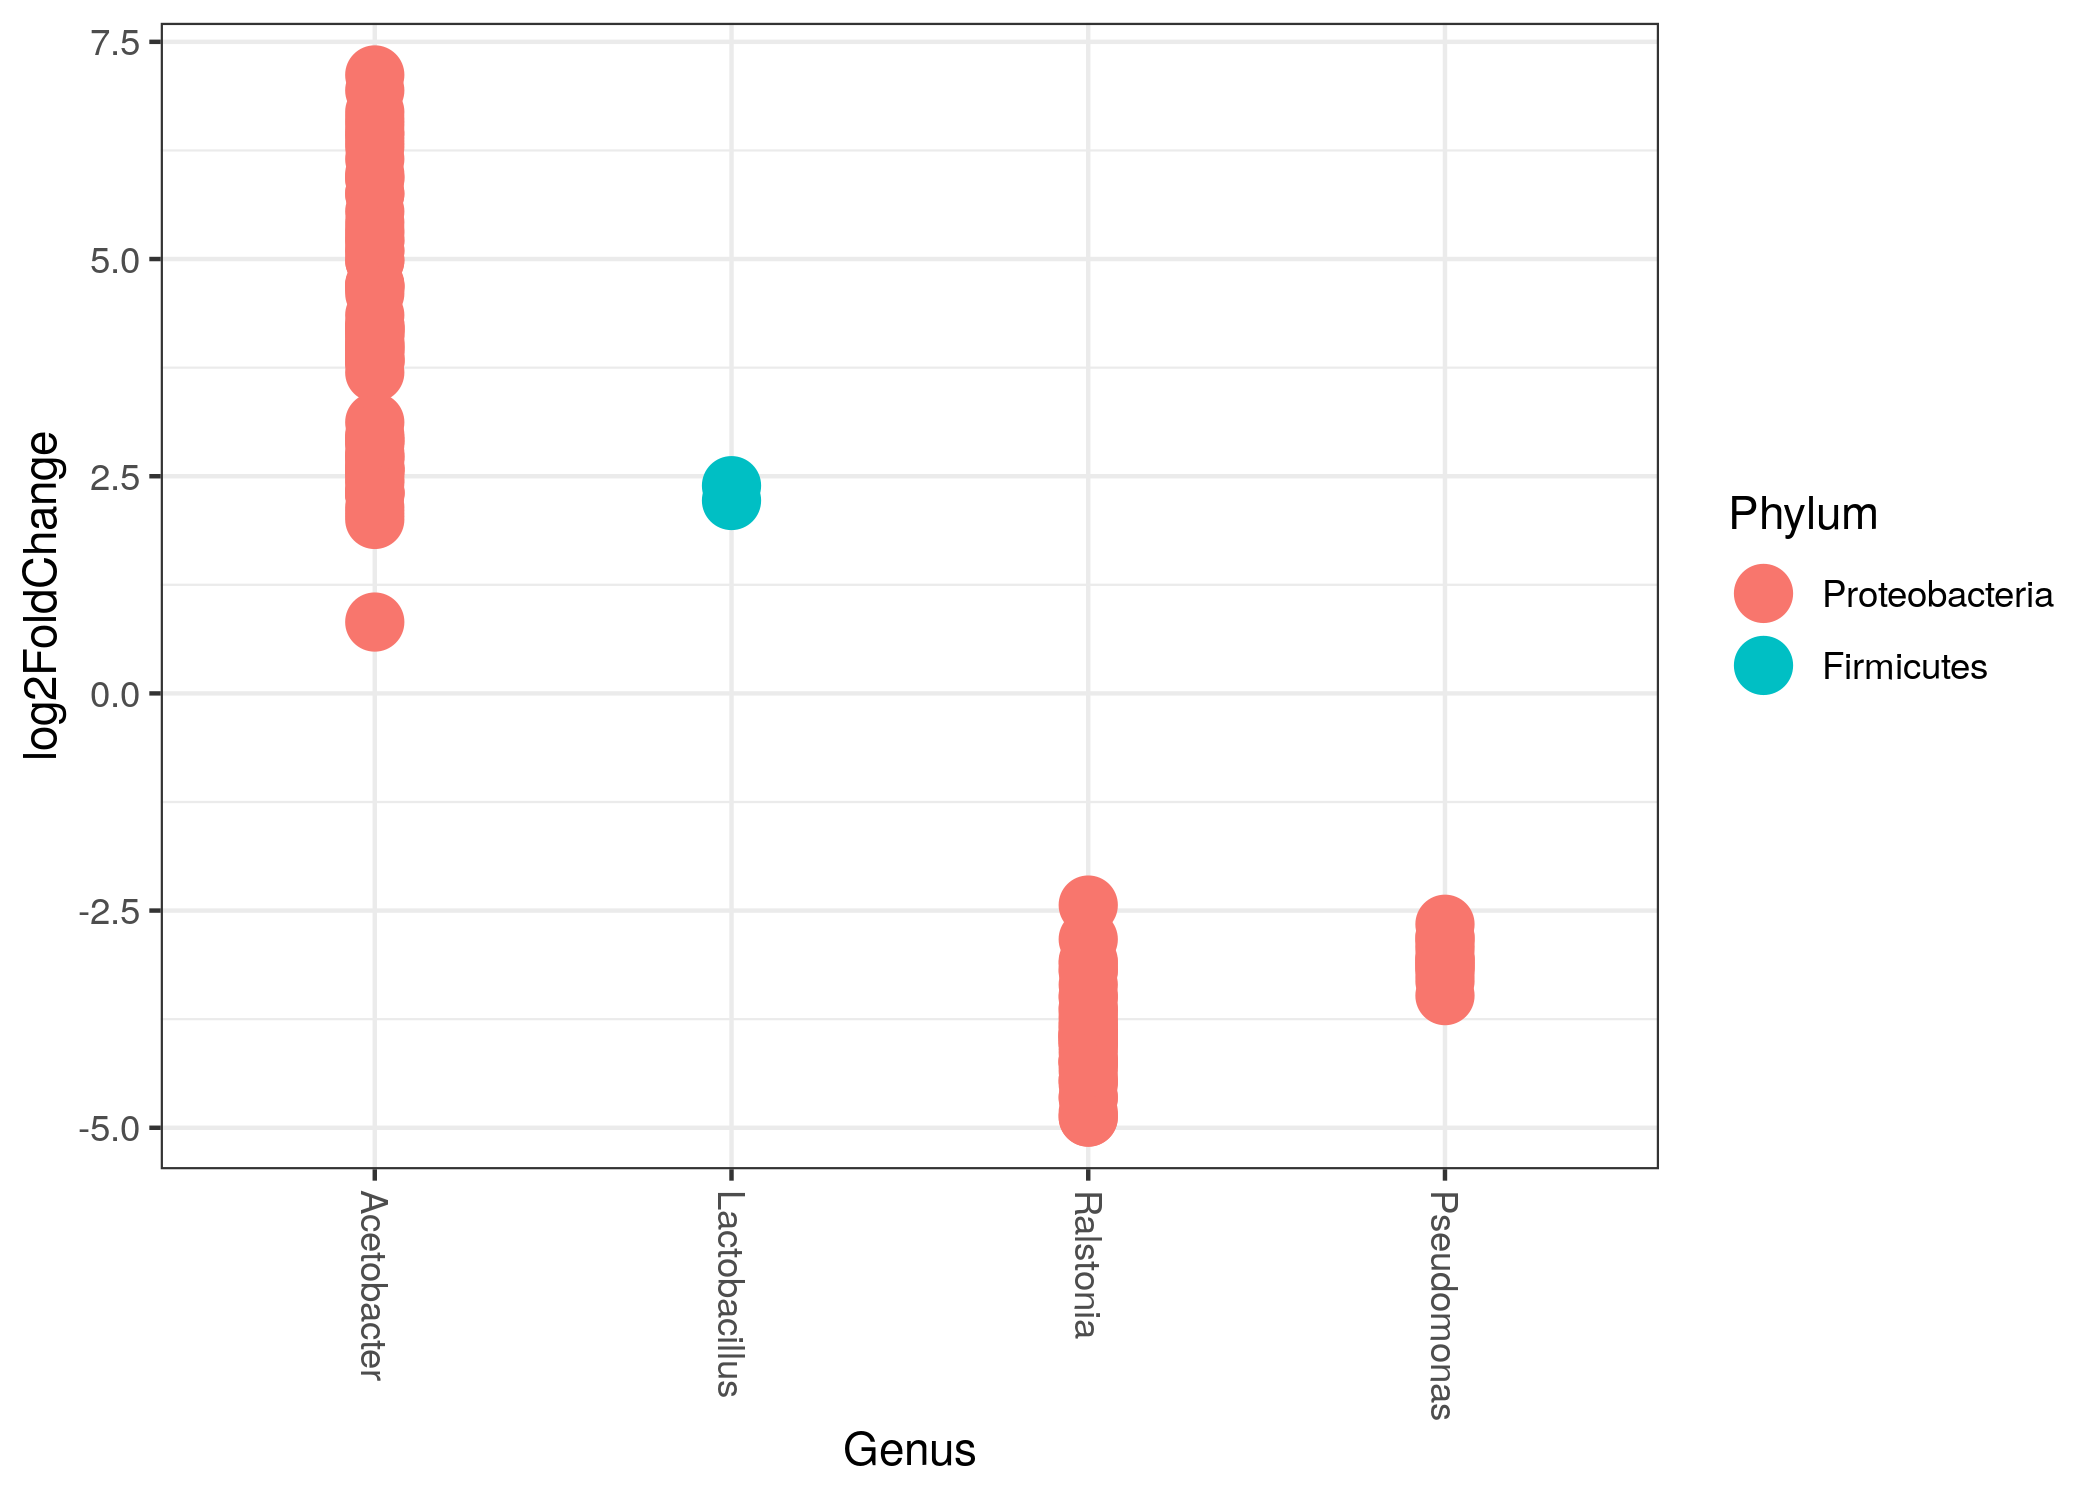 7.5
5.0
2.5
0.0
-2.5
-5.0
log2FoldChange
Acetobacter
Lactobacillus
Ralstonia
Pseudomonas
Genus
Phylum
Proteobacteria
Firmicutes